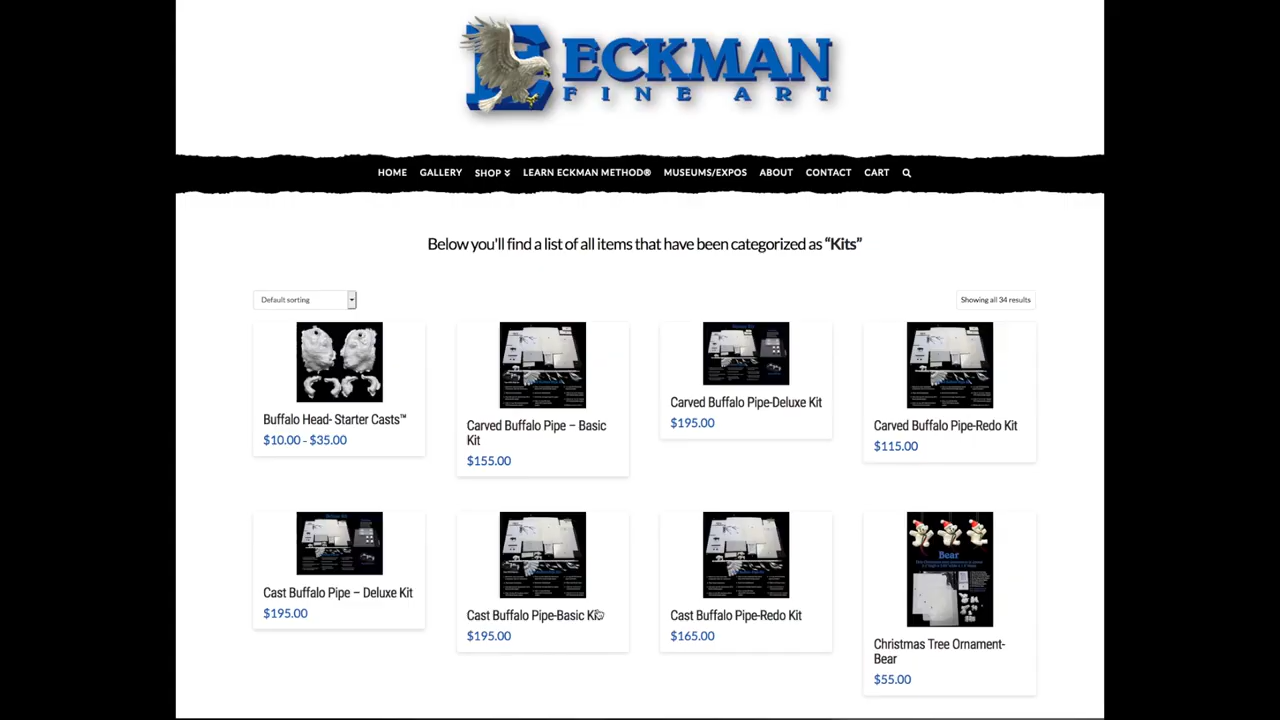 ECKMAN
FINE ART
HOME GALLERY SHOP LEARN ECKMAN METHOD® MUSEUMS/EXPOS ABOUT CONTACT CART
Below you'll find a list of all items that have been categorized as “Kits”
Default sorting
Showing all 34 results
Buffalo Head- Starter Casts™
$10.00 - $35.00
Carved Buffalo Pipe – Basic
Kit
$155.00
Carved Buffalo Pipe-Deluxe Kit
$195.00
Carved Buffalo Pipe-Redo Kit
$115.00
Cast Buffalo Pipe – Deluxe Kit
$195.00
Cast Buffalo Pipe-Basic Kit
$195.00
Cast Buffalo Pipe-Redo Kit
$165.00
Bear
Christmas Tree Ornament-
Bear
$55.00